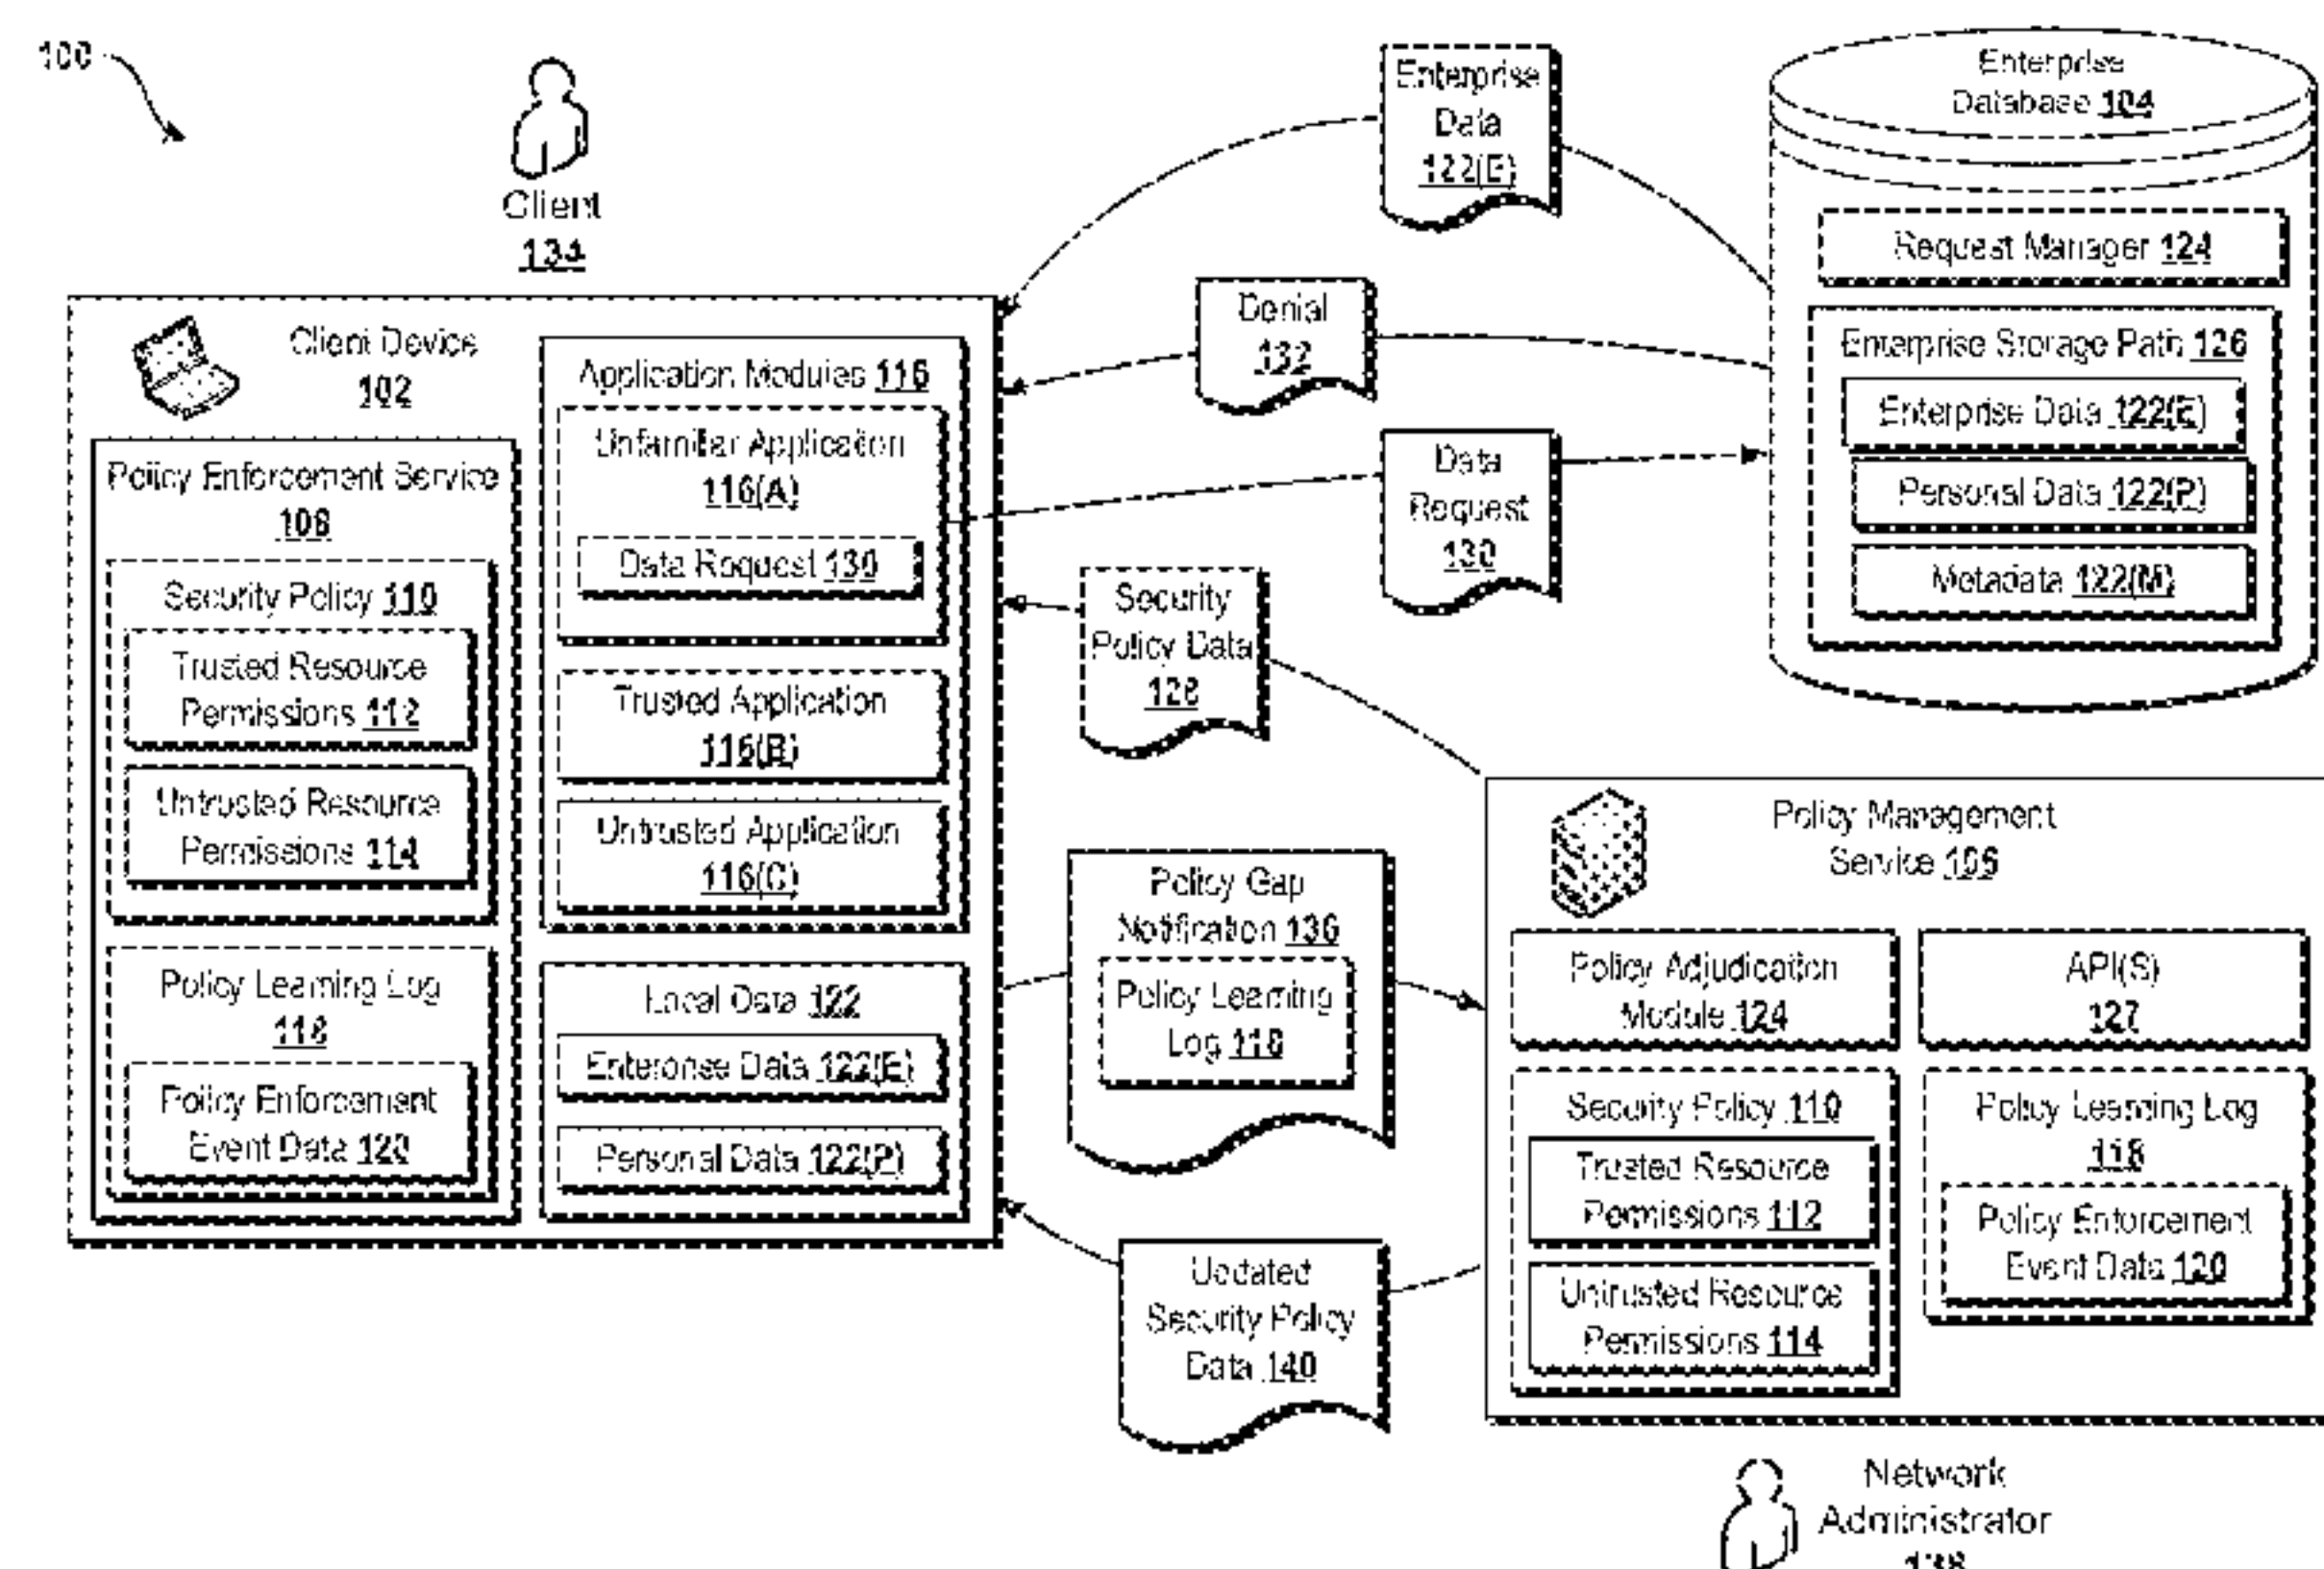 100
Client
134
Client Device
102
Policy Enforcement Service
108
Security Policy 110
Trusted Resource
Permissions 112
Untrusted Resource
Permissions 114
Policy Learning Log
118
Policy Enforcement
Event Data 120
Application Modules 116
Unfamiliar Application
116(A)
Data Request 130
Trusted Application
116(B)
Untrusted Application
116(C)
Local Data 122
Enterprise Data 122(E)
Personal Data 122(P)
Enterprise
Data
122(E)
Denial
132
Data
Request
130
Security
Policy Data
128
Policy Gap
Notification 136
Policy Learning
Log 118
Updated
Security Policy
Data 140
Enterprise
Database 104
Request Manager 124
Enterprise Storage Path 126
Enterprise Data 122(E)
Personal Data 122(P)
Metadata 122(M)
Policy Management
Service 106
Policy Adjudication
Module 124
API(S)
127
Security Policy 110
Trusted Resource
Permissions 112
Untrusted Resource
Permissions 114
Policy Learning Log
118
Policy Enforcement
Event Data 120
Network
Administrator
138